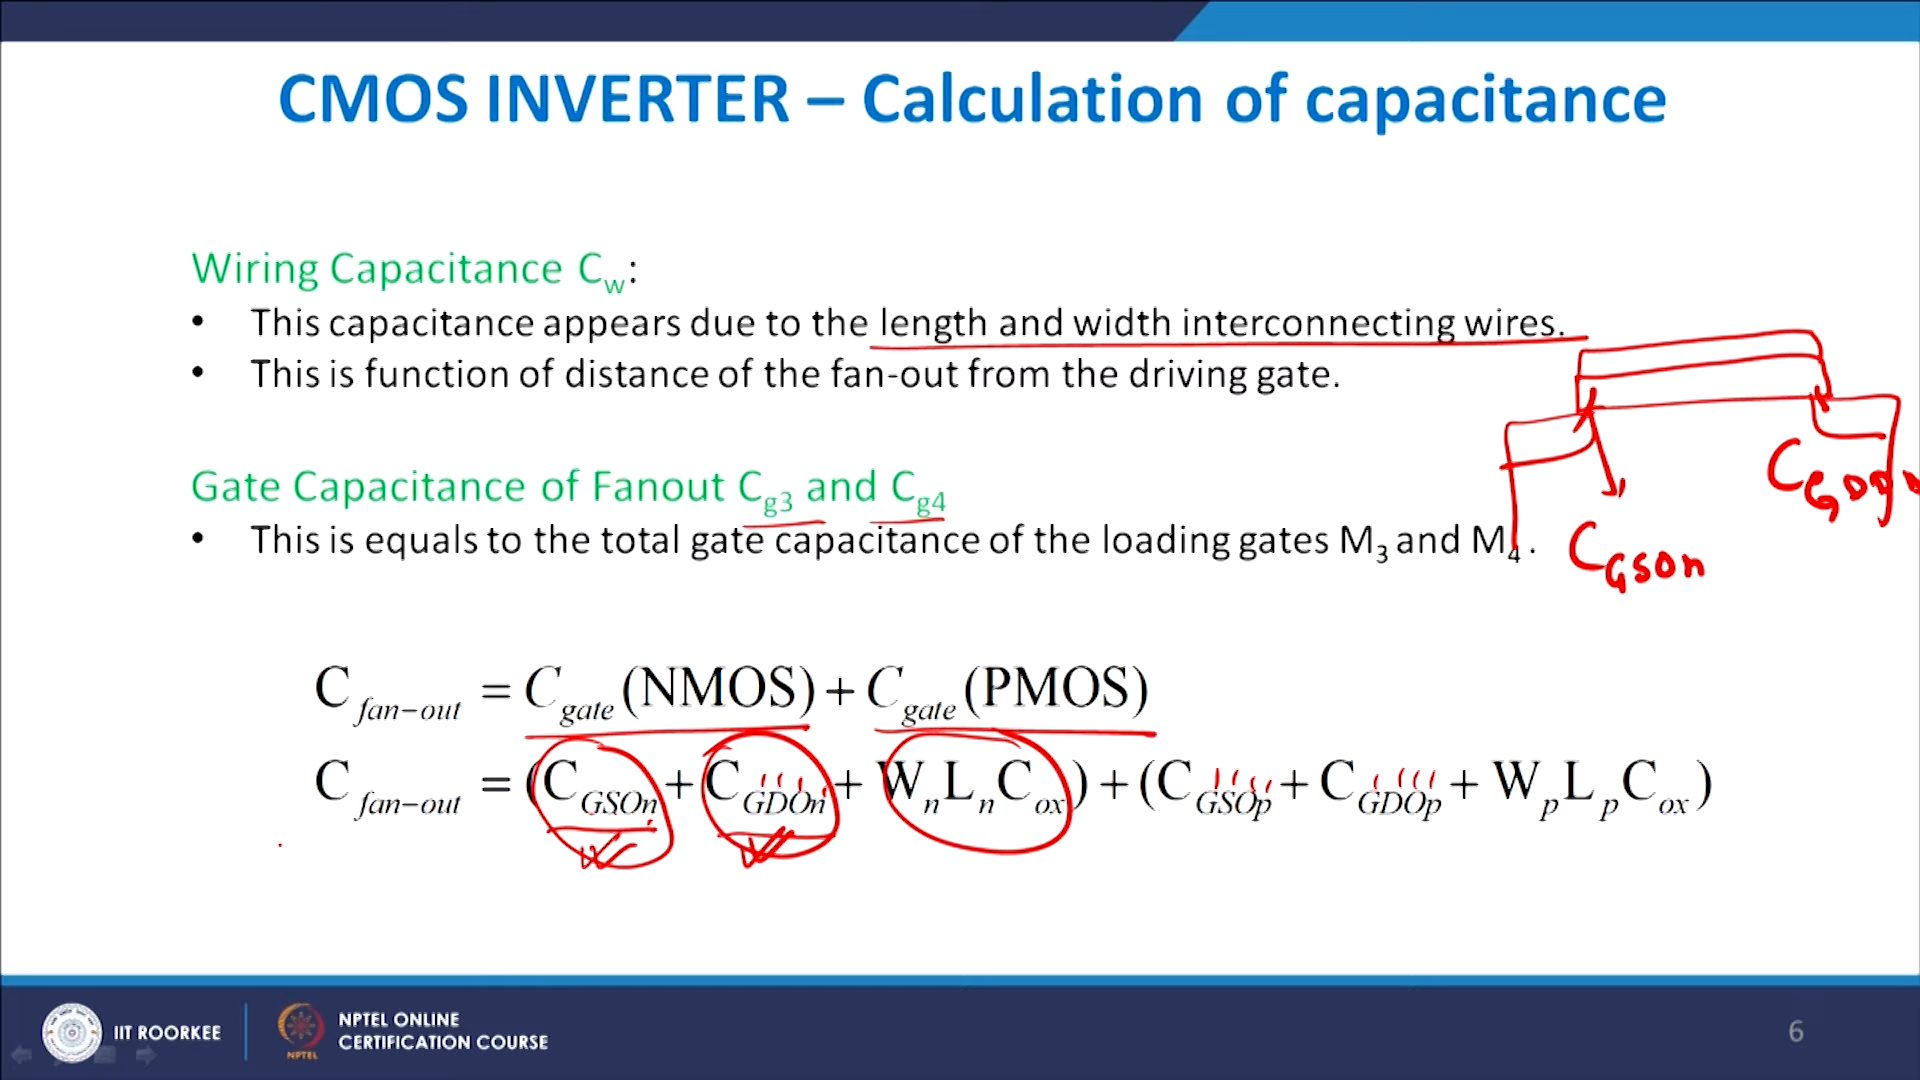 CMOS INVERTER – Calculation of capacitance
Wiring Capacitance Cw:
• This capacitance appears due to the length and width interconnecting wires.
• This is function of distance of the fan-out from the driving gate.
Gate Capacitance of Fanout Cg3 and Cg4
• This is equals to the total gate capacitance of the loading gates M3 and M4.
CGSOn
C fan−out = Cgate (NMOS) + Cgate (PMOS)
C fan−out = (CGSOn + CGDOn + WnLnCox) + (CGSOp + CGDOp + WpLpCox)
IIT ROORKEE
NPTEL
NPTEL ONLINE
CERTIFICATION COURSE
6